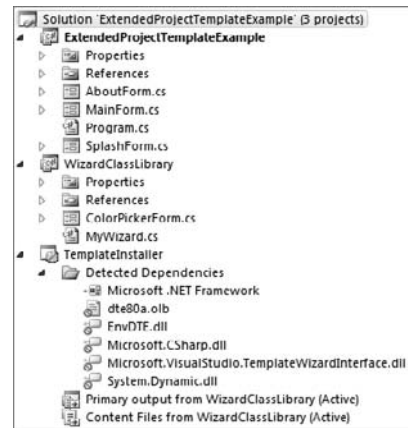 Solution 'ExtendedProjectTemplateExample' (3 projects)
ExtendedProjectTemplateExample
Properties
References
AboutForm.cs
MainForm.cs
Program.cs
SplashForm.cs
WizardClassLibrary
Properties
References
ColorPickerForm.cs
MyWizard.cs
TemplateInstaller
Detected Dependencies
Microsoft .NET Framework
dte80a.olb
EnvDTE.dll
Microsoft.CSharp.dll
Microsoft.VisualStudio.TemplateWizardInterface.dll
System.Dynamic.dll
Primary output from WizardClassLibrary (Active)
Content Files from WizardClassLibrary (Active)